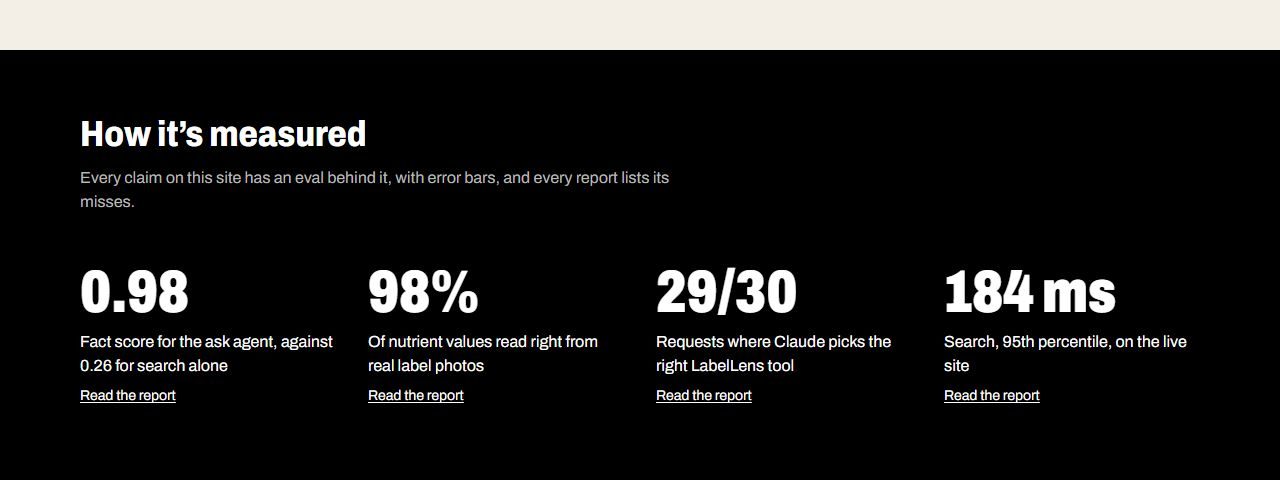 How it’s measured
Every claim on this site has an eval behind it, with error bars, and every report lists its
misses.
0.98
Fact score for the ask agent, against
0.26 for search alone
Read the report
98%
Of nutrient values read right from
real label photos
Read the report
29/30
Requests where Claude picks the
right LabelLens tool
Read the report
184 ms
Search, 95th percentile, on the live
site
Read the report